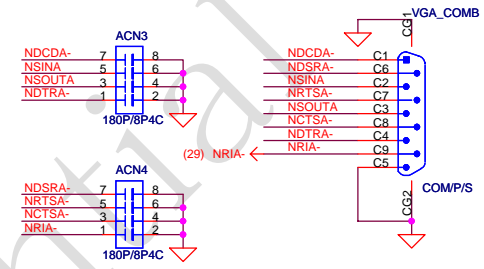 ACN3
NDCDA- 7 8
NSINA 5 6
NSOUTA 3 4
NDTRA- 1 2
180P/8P4C
ACN4
NDSRA- 7 8
NRTSA- 5 6
NCTSA- 3 4
NRIA- 1 2
180P/8P4C
VGA_COMB
CG1
NDCDA- C1
NDSRA- C6
NSINA C2
NRTSA- C7
NSOUTA C3
NCTSA- C8
NDTRA- C4
(29) NRIA- NRIA- C9
C5
CG2
COM/P/S